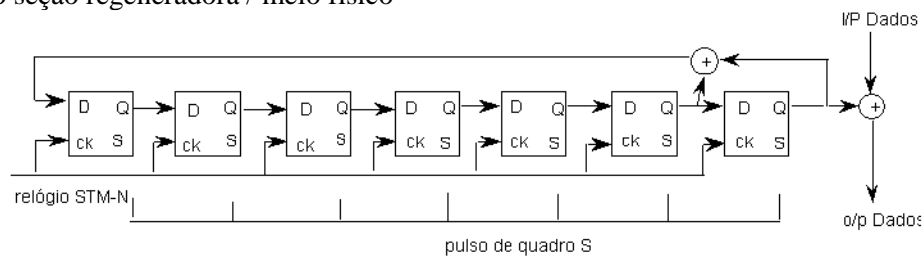 seção regeneradora / meio físico
I/P Dados
+
D Q D Q D Q D Q D Q D Q D Q
+
ck S ck S ck S ck S ck S ck S ck S
relógio STM-N
o/p Dados
pulso de quadro S